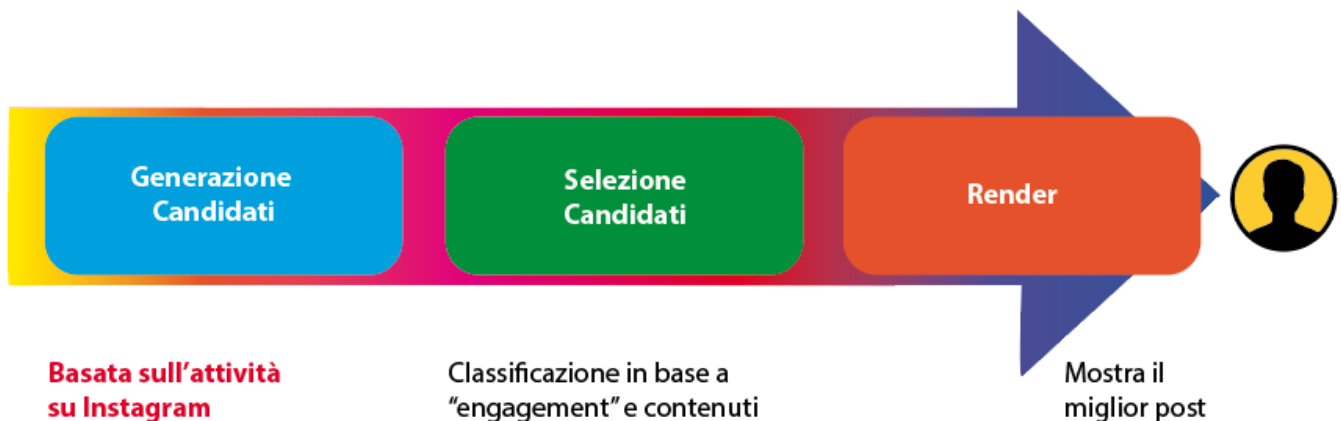 Generazione
Candidati
Selezione
Candidati
Render
Basata sull’attività
su Instagram
Classificazione in base a
“engagement” e contenuti
Mostra il
miglior post